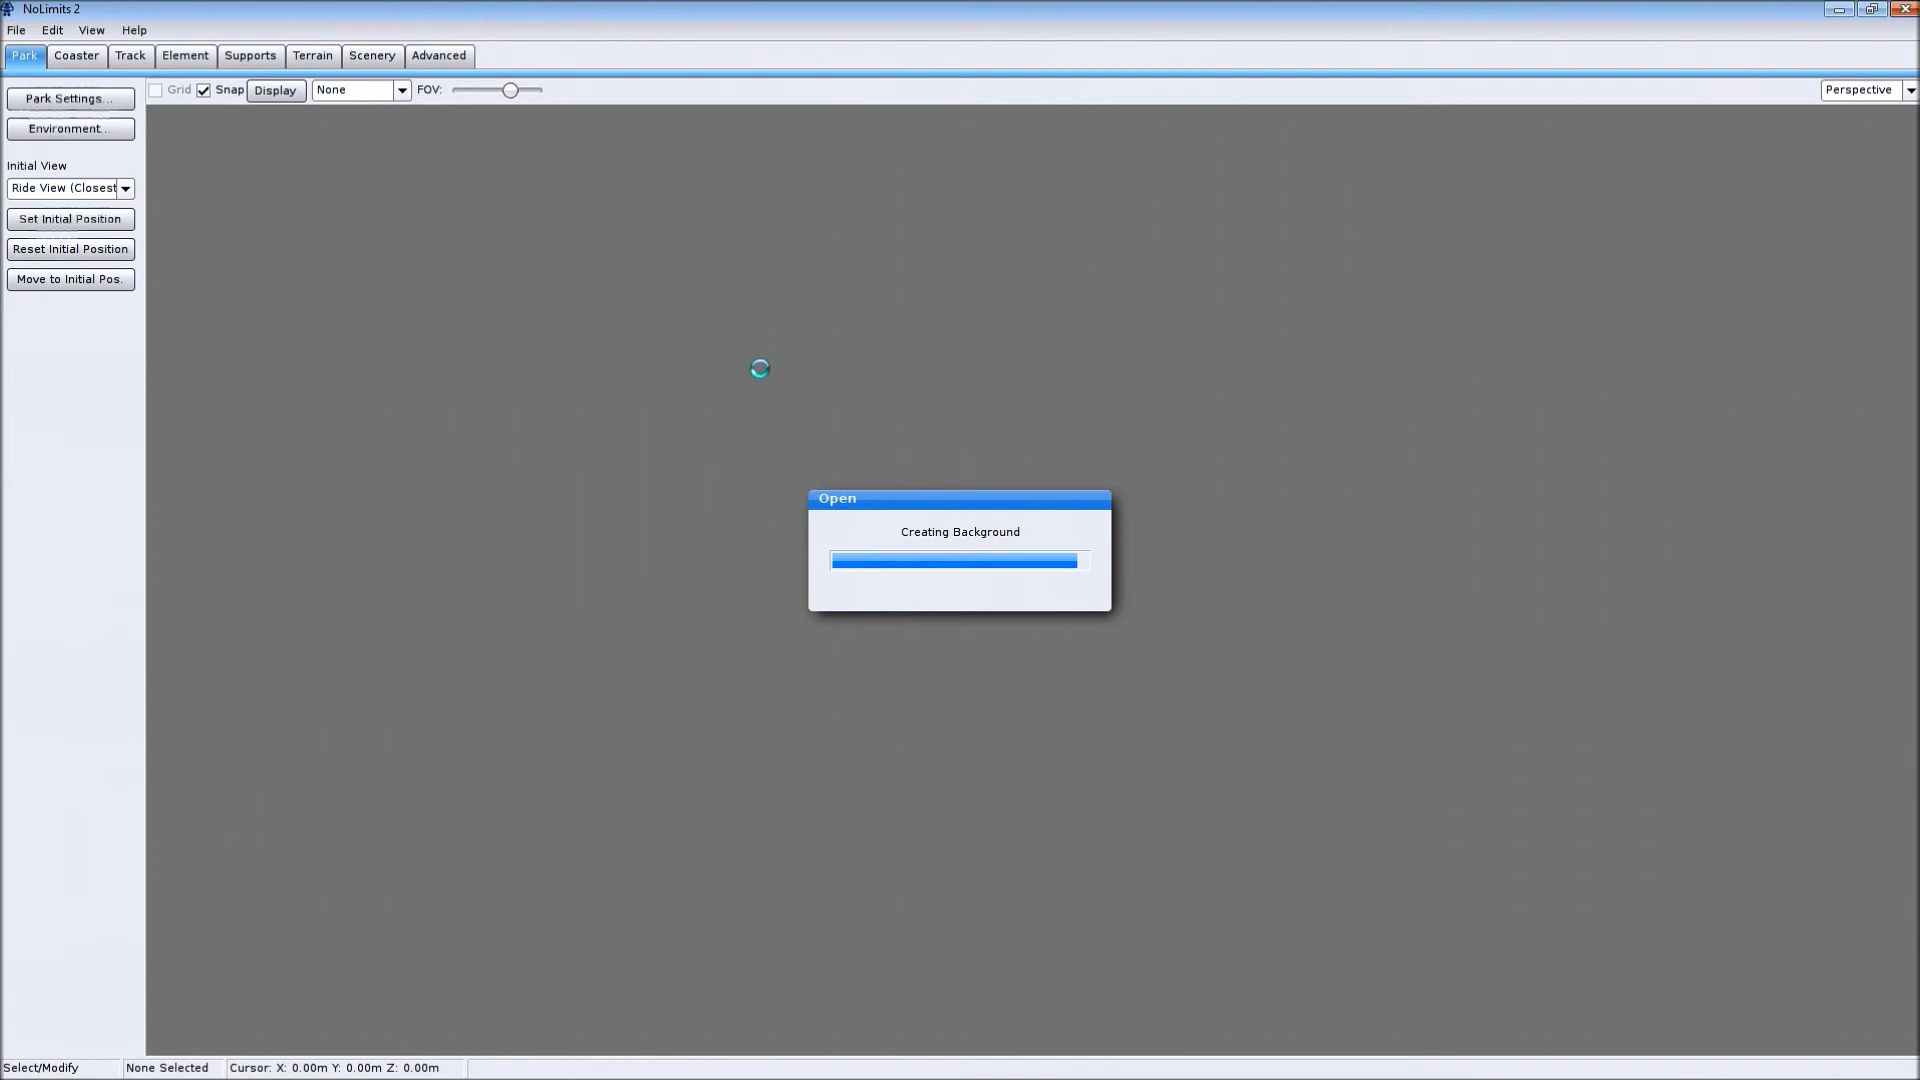 NoLimits 2
File Edit View Help
Park Coaster Track Element Supports Terrain Scenery Advanced
Grid Snap Display None FOV: Perspective
Park Settings...
Environment...
Initial View
Ride View (Closest
Set Initial Position
Reset Initial Position
Move to Initial Pos.
Open
Creating Background
Select/Modify None Selected Cursor: X: 0.00m Y: 0.00m Z: 0.00m